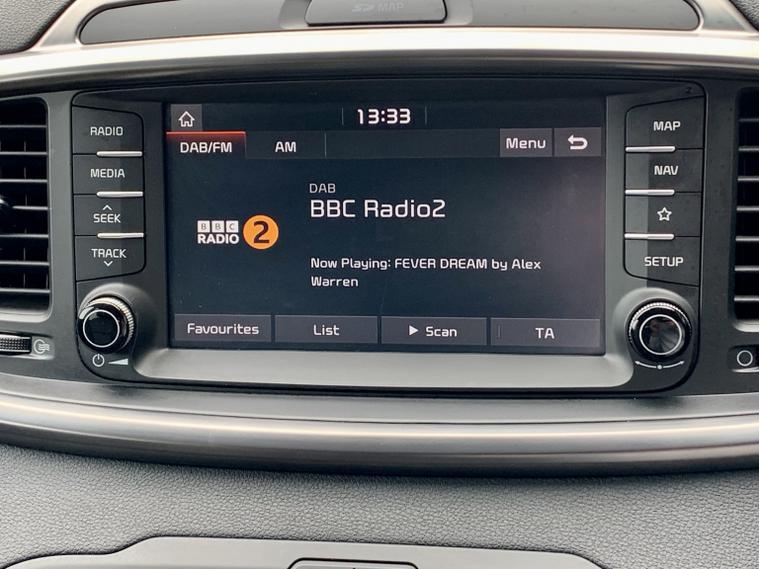 SD MAP
13:33
RADIO
MEDIA
SEEK
TRACK
DAB/FM
AM
Menu
DAB
BBC Radio2
BBC
RADIO 2
Now Playing: FEVER DREAM by Alex
Warren
Favourites
List
Scan
TA
MAP
NAV
SETUP